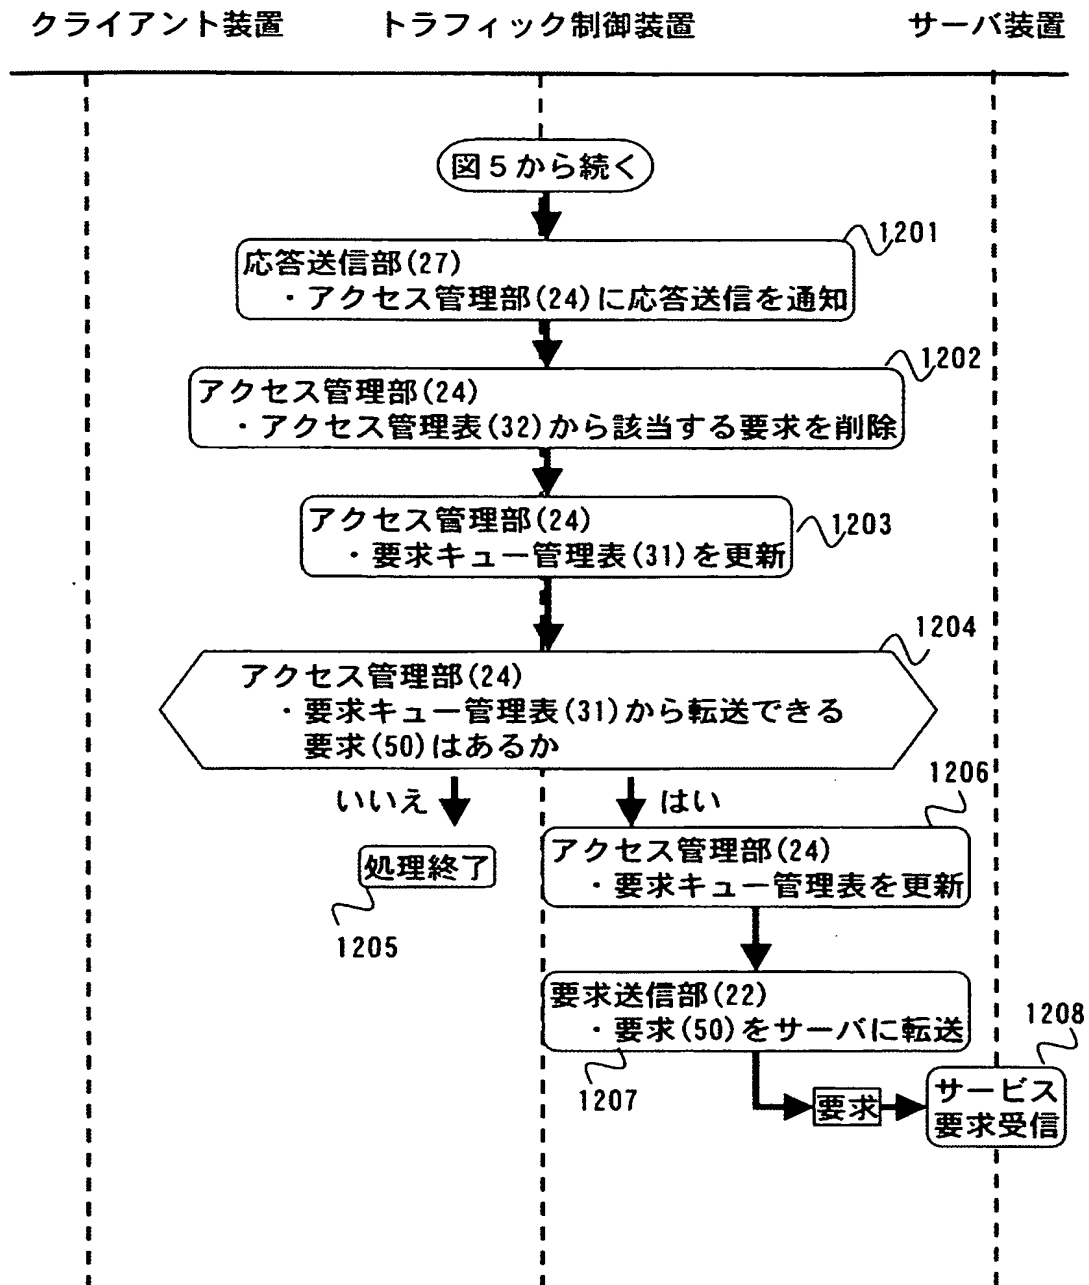 クライアント装置
トラフィック制御装置
サーバ装置
図5から続く
1201
応答送信部(27)
・アクセス管理部(24)に応答送信を通知
1202
アクセス管理部(24)
・アクセス管理表(32)から該当する要求を削除
1203
アクセス管理部(24)
・要求キュー管理表(31)を更新
1204
アクセス管理部(24)
・要求キュー管理表(31)から転送できる
要求(50)はあるか
いいえ
はい
1206
処理終了
1205
アクセス管理部(24)
・要求キュー管理表を更新
要求送信部(22)
・要求(50)をサーバに転送
1207
1208
要求
サービス
要求受信